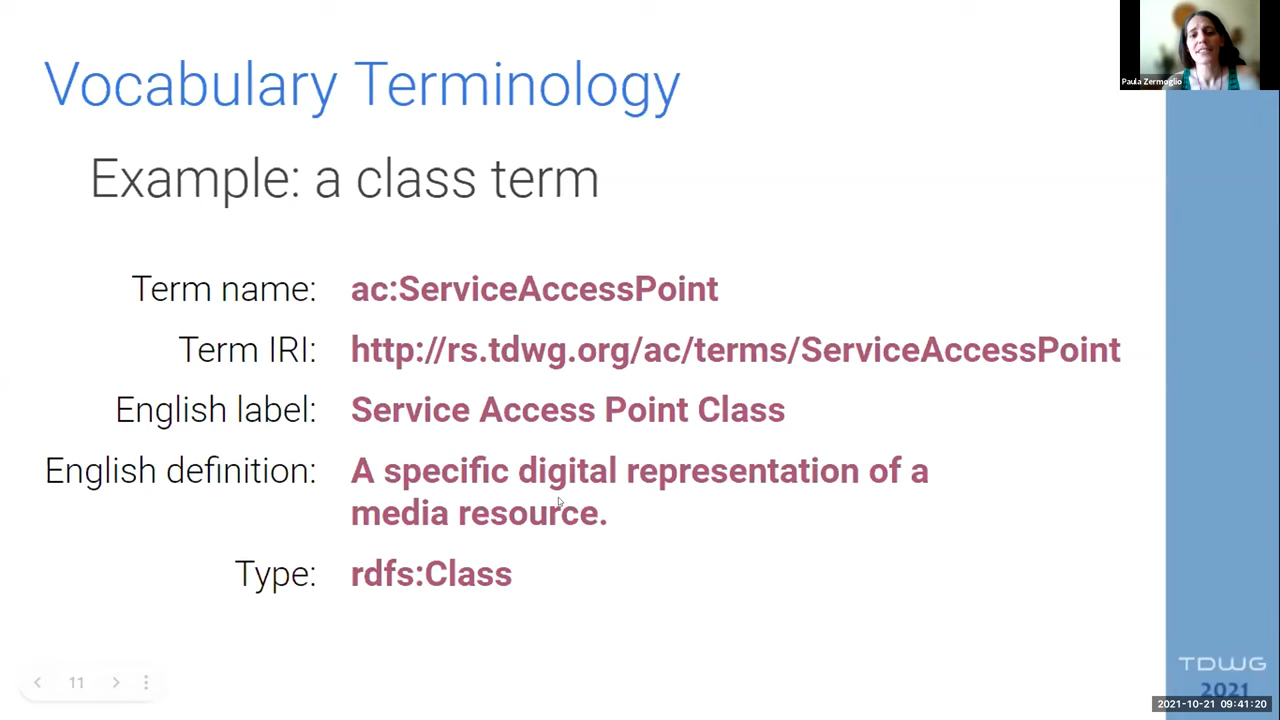 Paula Zermoglio
Vocabulary Terminology
Example: a class term
Term name: ac:ServiceAccessPoint
Term IRI: http://rs.tdwg.org/ac/terms/ServiceAccessPoint
English label: Service Access Point Class
English definition: A specific digital representation of a
media resource.
Type: rdfs:Class
11
TDWG
2021
2021-10-21 09:41:20